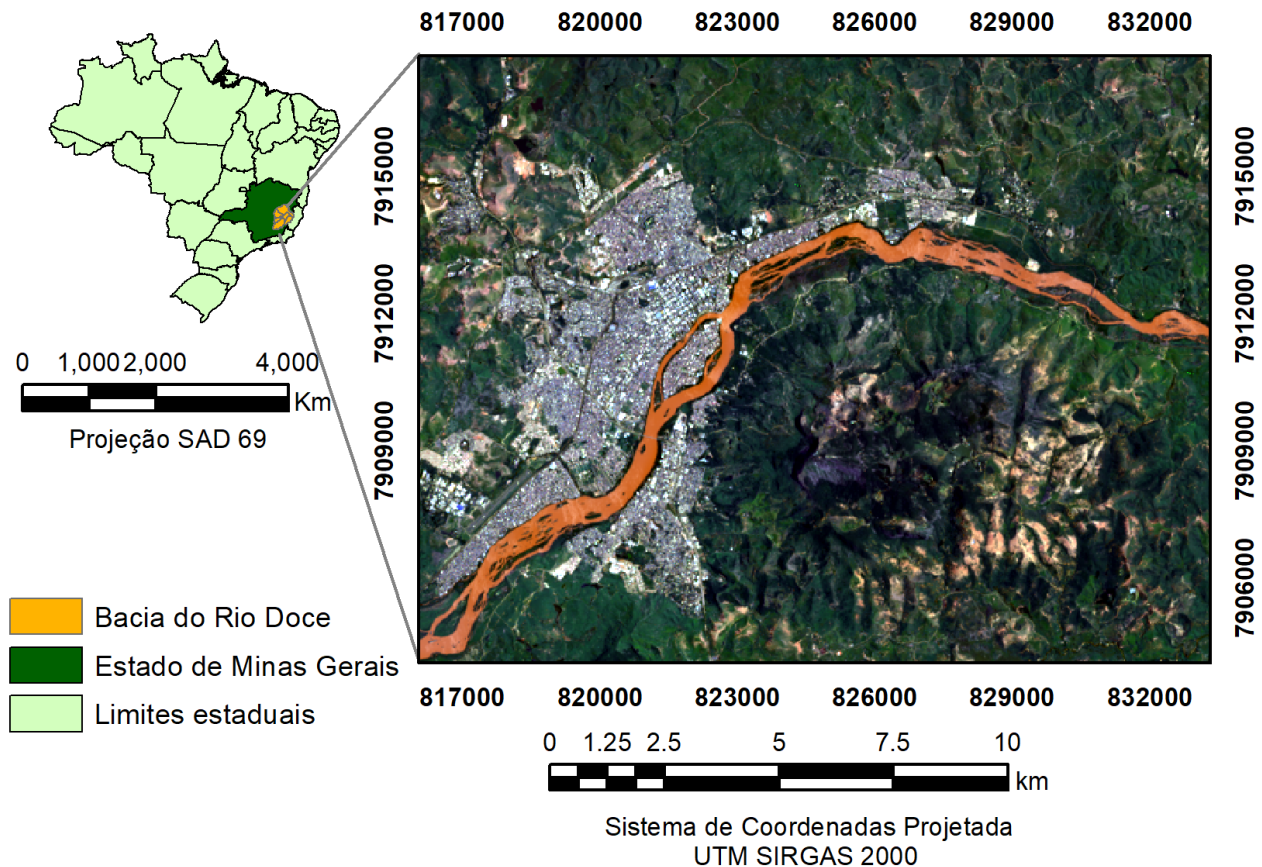 817000 820000 823000 826000 829000 832000
7915000
7912000
7909000
7906000
7915000
7912000
7909000
0 1,000 2,000 4,000
Km
Projeção SAD 69
Bacia do Rio Doce
Estado de Minas Gerais
Limites estaduais
817000 820000 823000 826000 829000 832000
0 1.25 2.5 5 7.5 10
km
Sistema de Coordenadas Projetada
UTM SIRGAS 2000